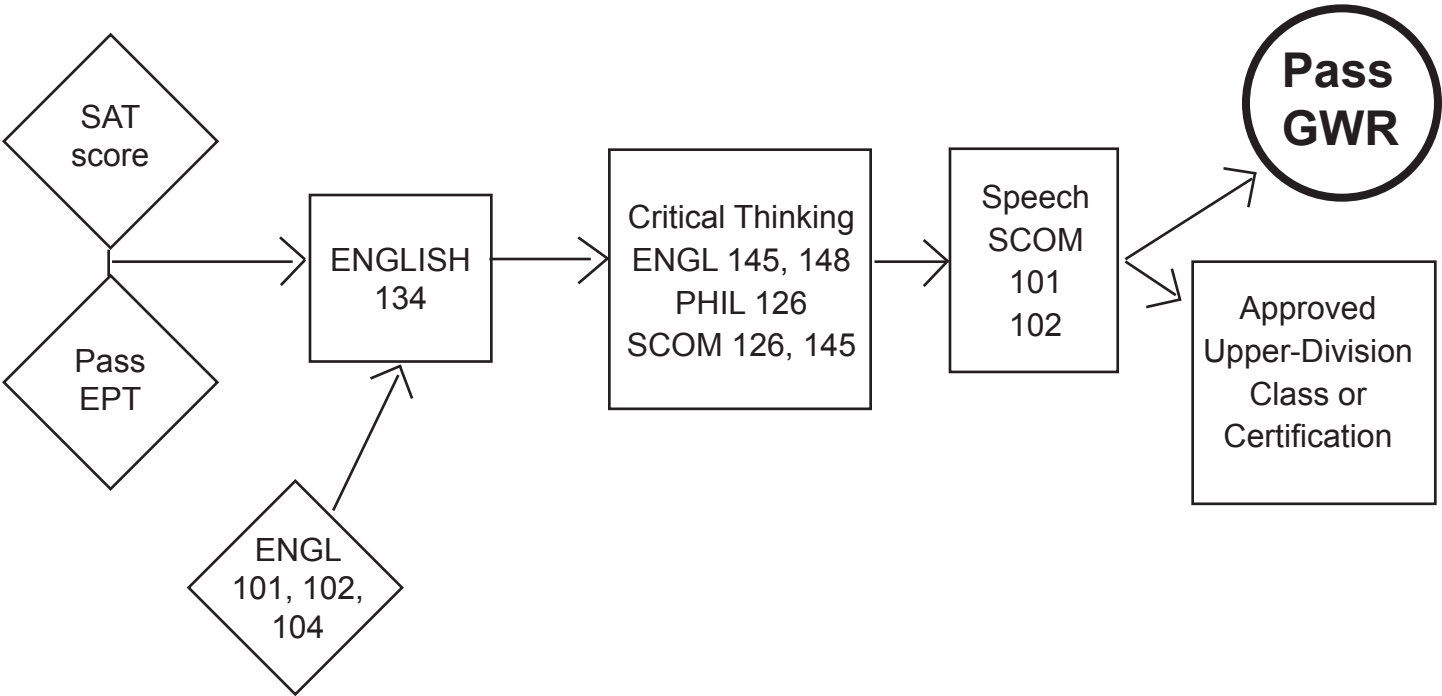 SAT
score
Pass
EPT
ENGL
101, 102,
104
ENGLISH
134
Critical Thinking
ENGL 145, 148
PHIL 126
SCOM 126, 145
Speech
SCOM
101
102
Pass
GWR
Approved
Upper-Division
Class or
Certification